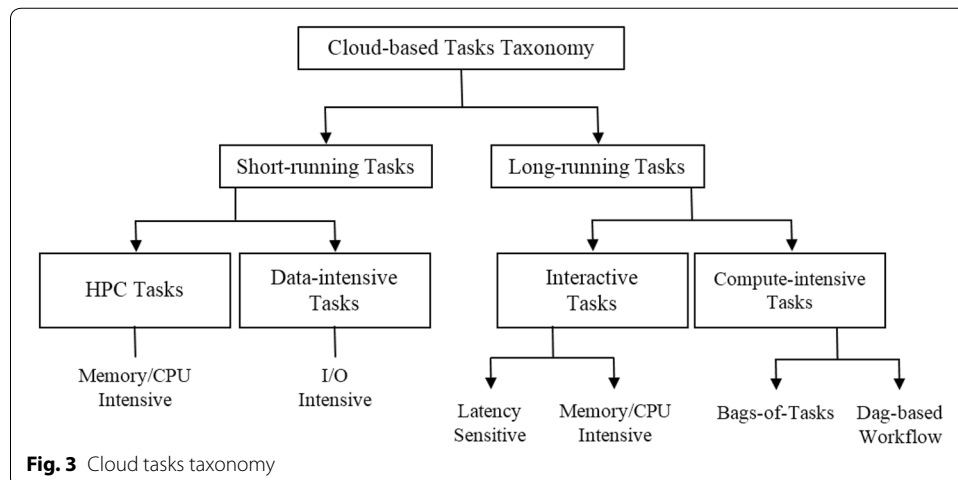 Cloud-based Tasks Taxonomy
Short-running Tasks
Long-running Tasks
HPC Tasks
Data-intensive
Tasks
Interactive
Tasks
Compute-intensive
Tasks
Memory/CPU
Intensive
I/O
Intensive
Latency
Sensitive
Memory/CPU
Intensive
Bags-of-Tasks
Dag-based
Workflow
Fig. 3 Cloud tasks taxonomy